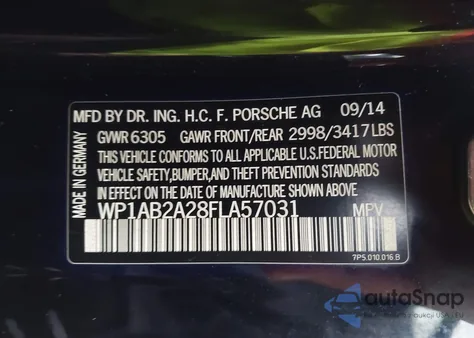 MFD BY DR. ING. H.C. F. PORSCHE AG 09/14
GVWR 6305 GAWR FRONT/REAR 2998/3417LBS
THIS VEHICLE CONFORMS TO ALL APPLICABLE U.S.FEDERAL MOTOR
VEHICLE SAFETY,BUMPER,AND THEFT PREVENTION STANDARDS
IN EFFECT ON THE DATE OF MANUFACTURE SHOWN ABOVE
WP1AB2A28FLA57031 MPV
7P5.010.016.B
MADE IN GERMANY
autoSnap